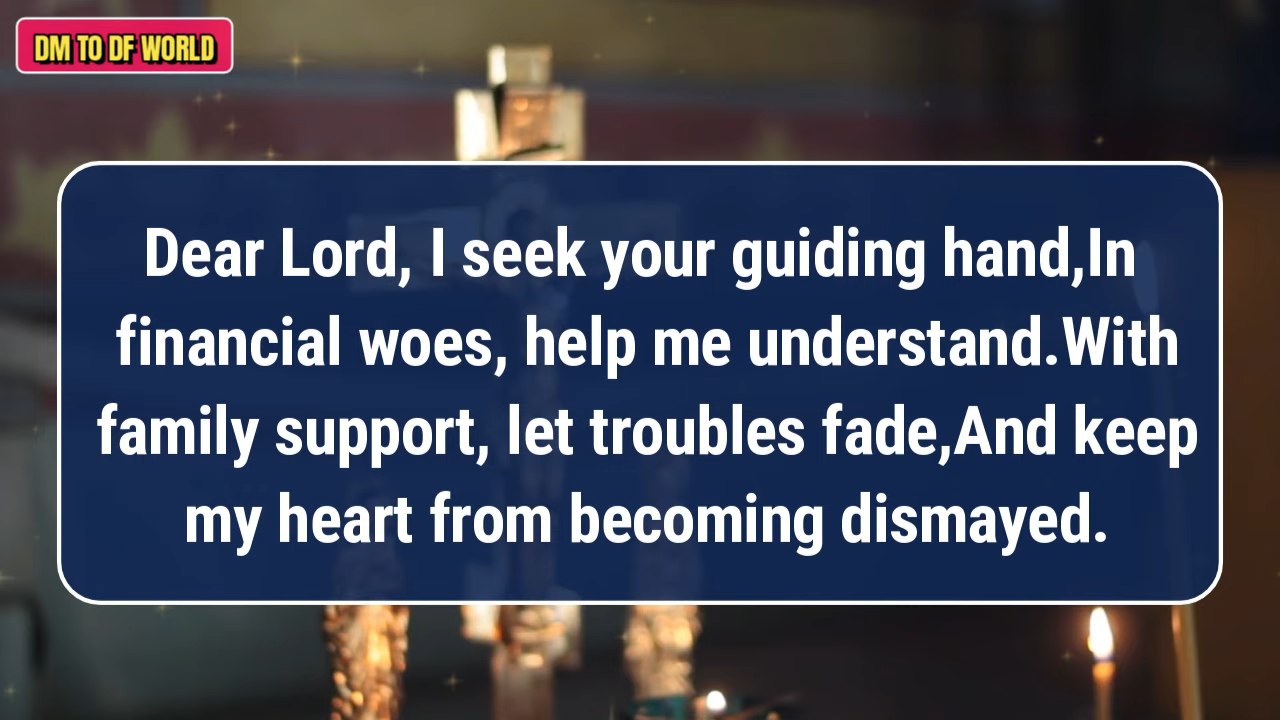 DM TO DF WORLD
Dear Lord, I seek your guiding hand,In
financial woes, help me understand.With
family support, let troubles fade,And keep
my heart from becoming dismayed.